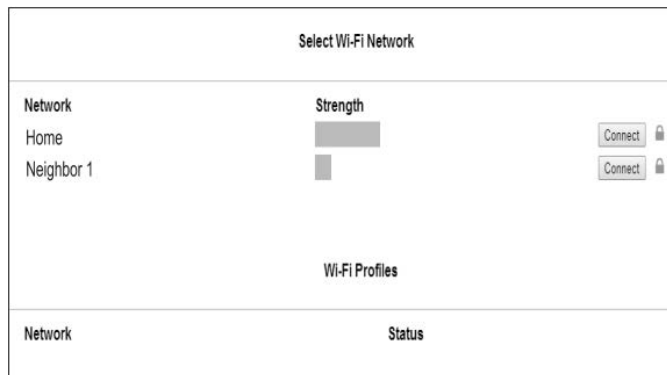 Select Wi-Fi Network
Network Strength
Home Connect
Neighbor 1 Connect
Wi-Fi Profiles
Network Status